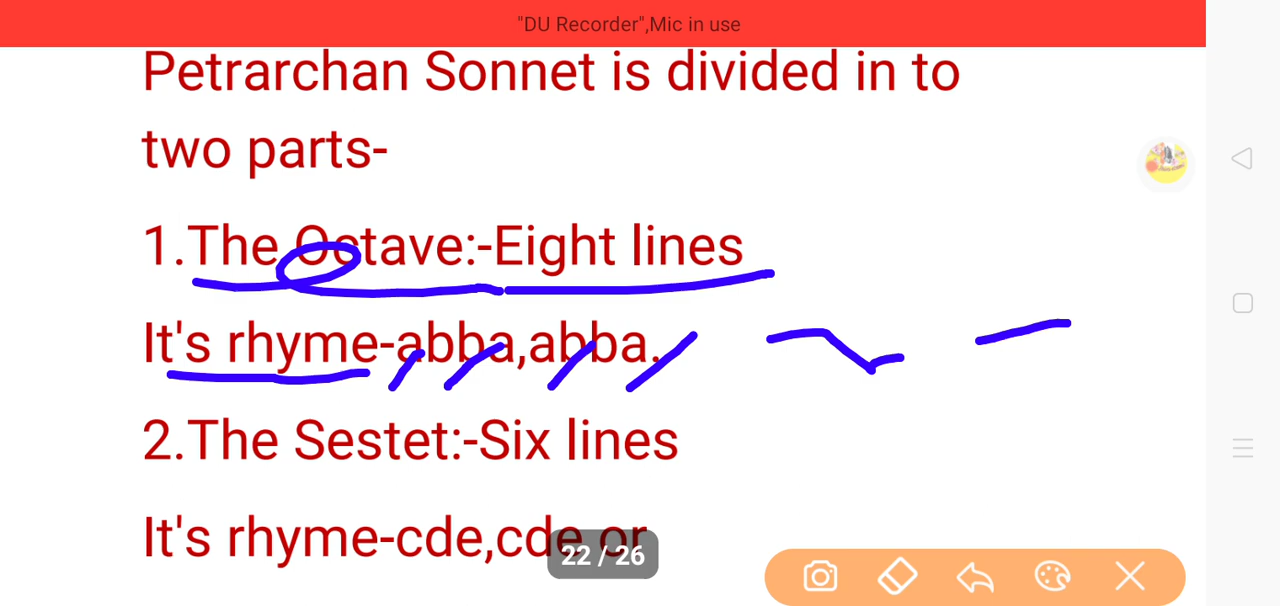 "DU Recorder",Mic in use
Petrarchan Sonnet is divided in to
two parts-
1.The Octave:-Eight lines
It's rhyme-abba,abba.
2.The Sestet:-Six lines
It's rhyme-cde,cde or
22 / 26